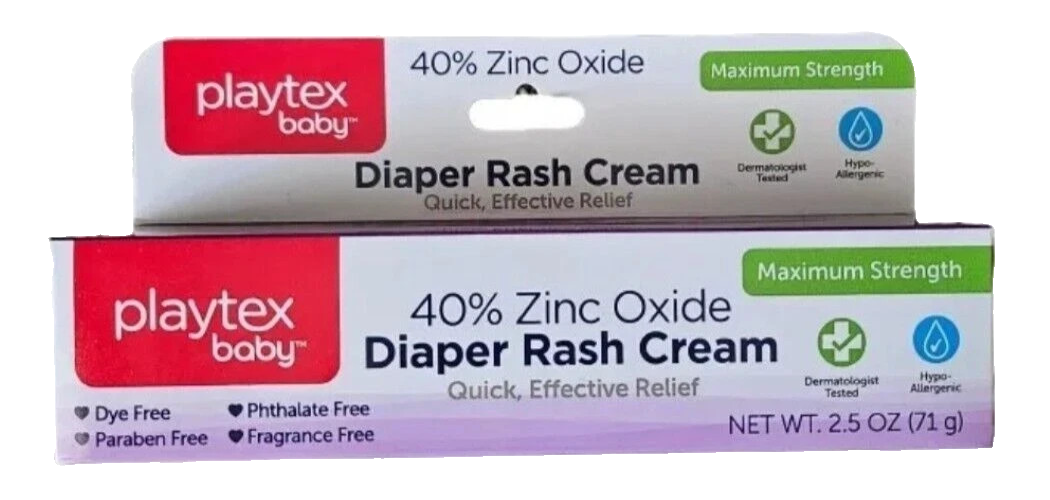 playtex
baby™
40% Zinc Oxide
Diaper Rash Cream
Quick, Effective Relief
Maximum Strength
Dermatologist
Tested
Hypo-
Allergenic
playtex
baby™
40% Zinc Oxide
Diaper Rash Cream
Quick, Effective Relief
Maximum Strength
Dermatologist
Tested
Hypo-
Allergenic
Dye Free
Phthalate Free
Paraben Free
Fragrance Free
NET WT. 2.5 OZ (71 g)